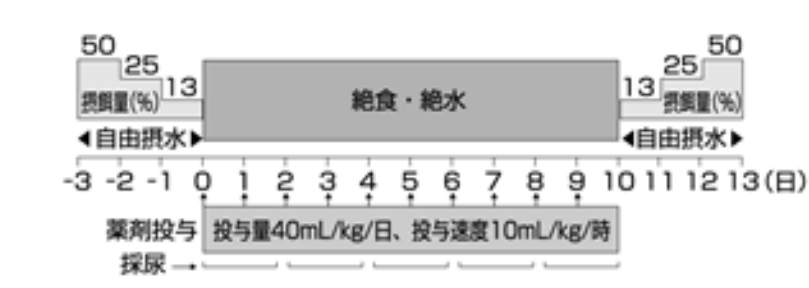 50 50
25 25
13 13
摂餌量(%) 絶食・絶水 摂餌量(%)
自由摂水 自由摂水
-3 -2 -1 0 1 2 3 4 5 6 7 8 9 10 11 12 13(日)
薬剤投与 投与量40mL/kg/日、投与速度10mL/kg/時
採尿→